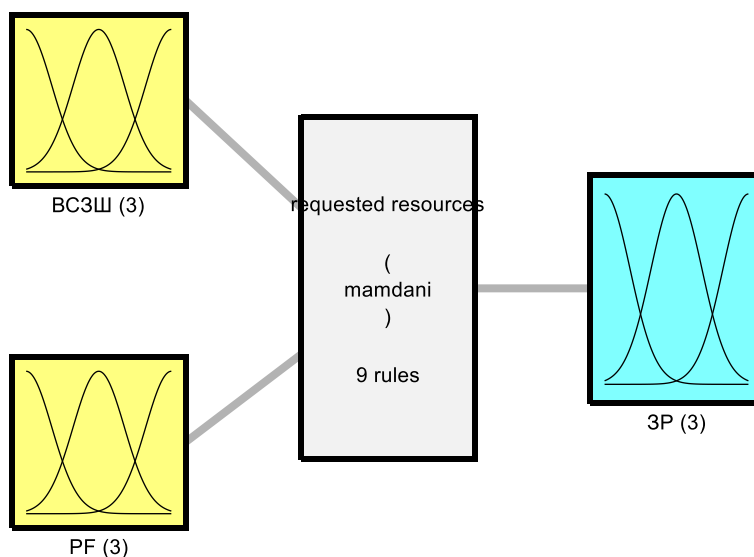 ВСЗШ (3)
requested resources
(
mamdani
)
9 rules
ЗР (3)
PF (3)